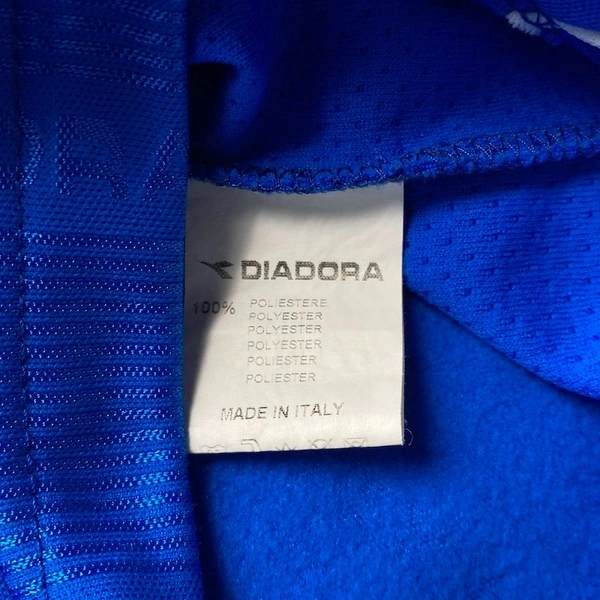 DIADORA
100% POLIESTERE
POLYESTER
POLYESTER
POLYESTER
POLIESTER
POLIESTER
MADE IN ITALY